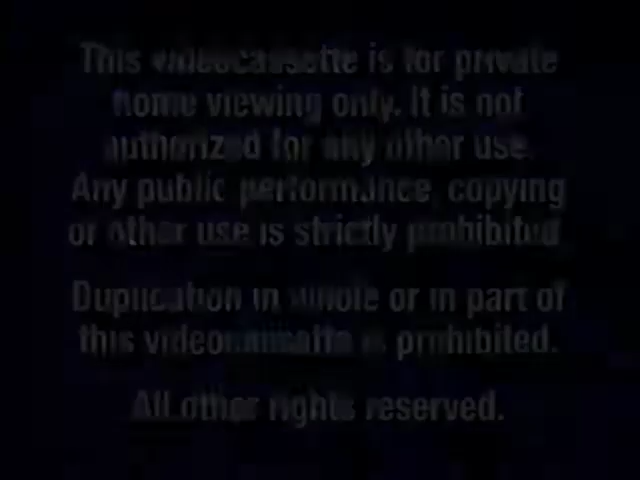 This videocassette is for private
home viewing only. It is not
authorized for any other use.
Any public performance, copying
or other use is strictly prohibited.
Duplication in whole or in part of
this videocassette is prohibited.
All other rights reserved.